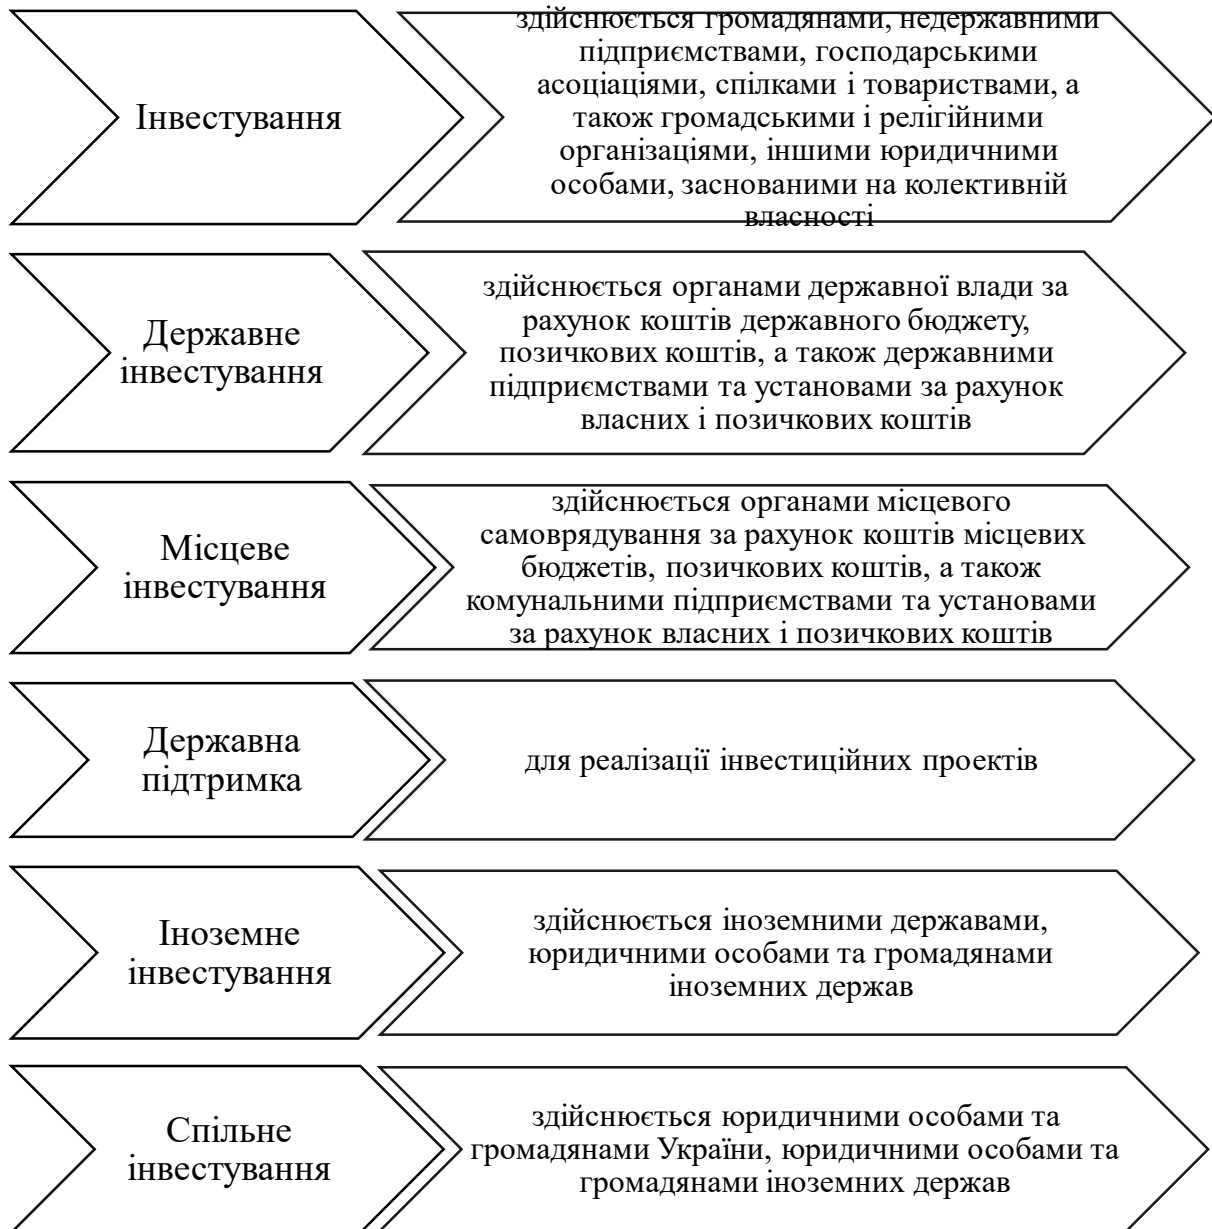 Інвестування
здійснюється громадянами, недержавними
підприємствами, господарськими
асоціаціями, спілками і товариствами, а
також громадськими і релігійними
організаціями, іншими юридичними
особами, заснованими на колективній
власності
Державне
інвестування
здійснюється органами державної влади за
рахунок коштів державного бюджету,
позичкових коштів, а також державними
підприємствами та установами за рахунок
власних і позичкових коштів
Місцеве
інвестування
здійснюється органами місцевого
самоврядування за рахунок коштів місцевих
бюджетів, позичкових коштів, а також
комунальними підприємствами та установами
за рахунок власних і позичкових коштів
Державна
підтримка
для реалізації інвестиційних проектів
Іноземне
інвестування
здійснюється іноземними державами,
юридичними особами та громадянами
іноземних держав
Спільне
інвестування
здійснюється юридичними особами та
громадянами України, юридичними особами та
громадянами іноземних держав